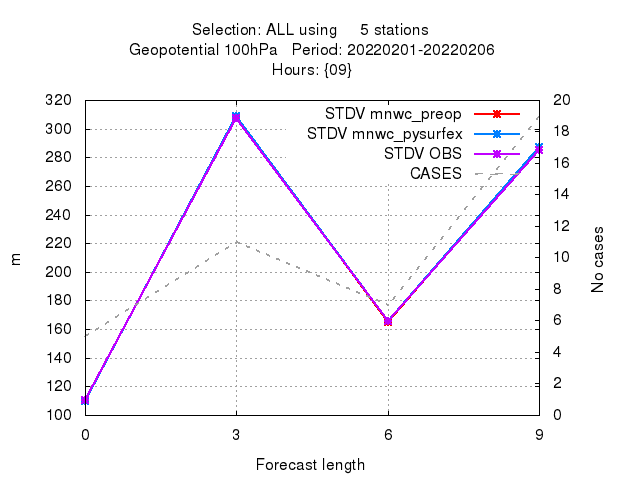 Selection: ALL using 5 stations
Geopotential 100hPa Period: 20220201-20220206
Hours: {09}
STDV mnwc_preop
STDV mnwc_pysurfex
STDV OBS
CASES
320
300
280
260
240
220
200
180
160
140
120
100
m
20
18
16
14
12
10
8
6
4
2
0
No cases
0 3 6 9
Forecast length